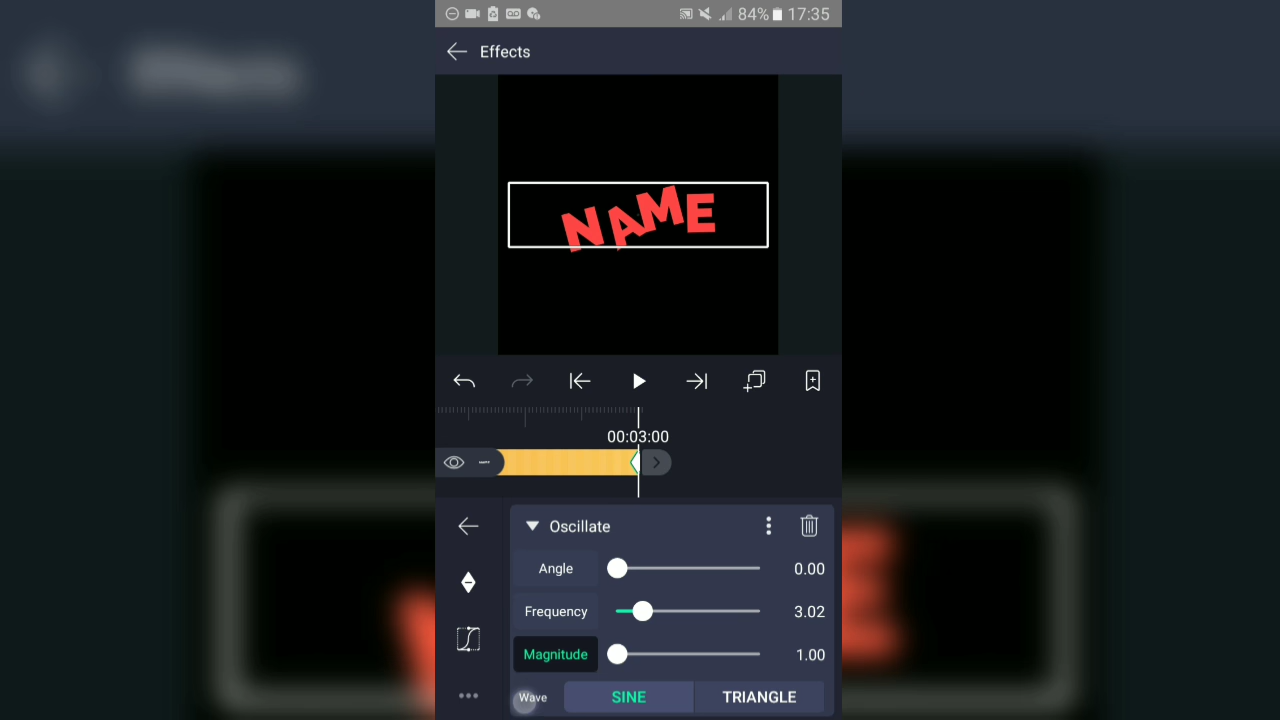 84% 17:35
Effects
NAME
00:03:00
Oscillate
Angle 0.00
Frequency 3.02
Magnitude 1.00
Wave SINE TRIANGLE